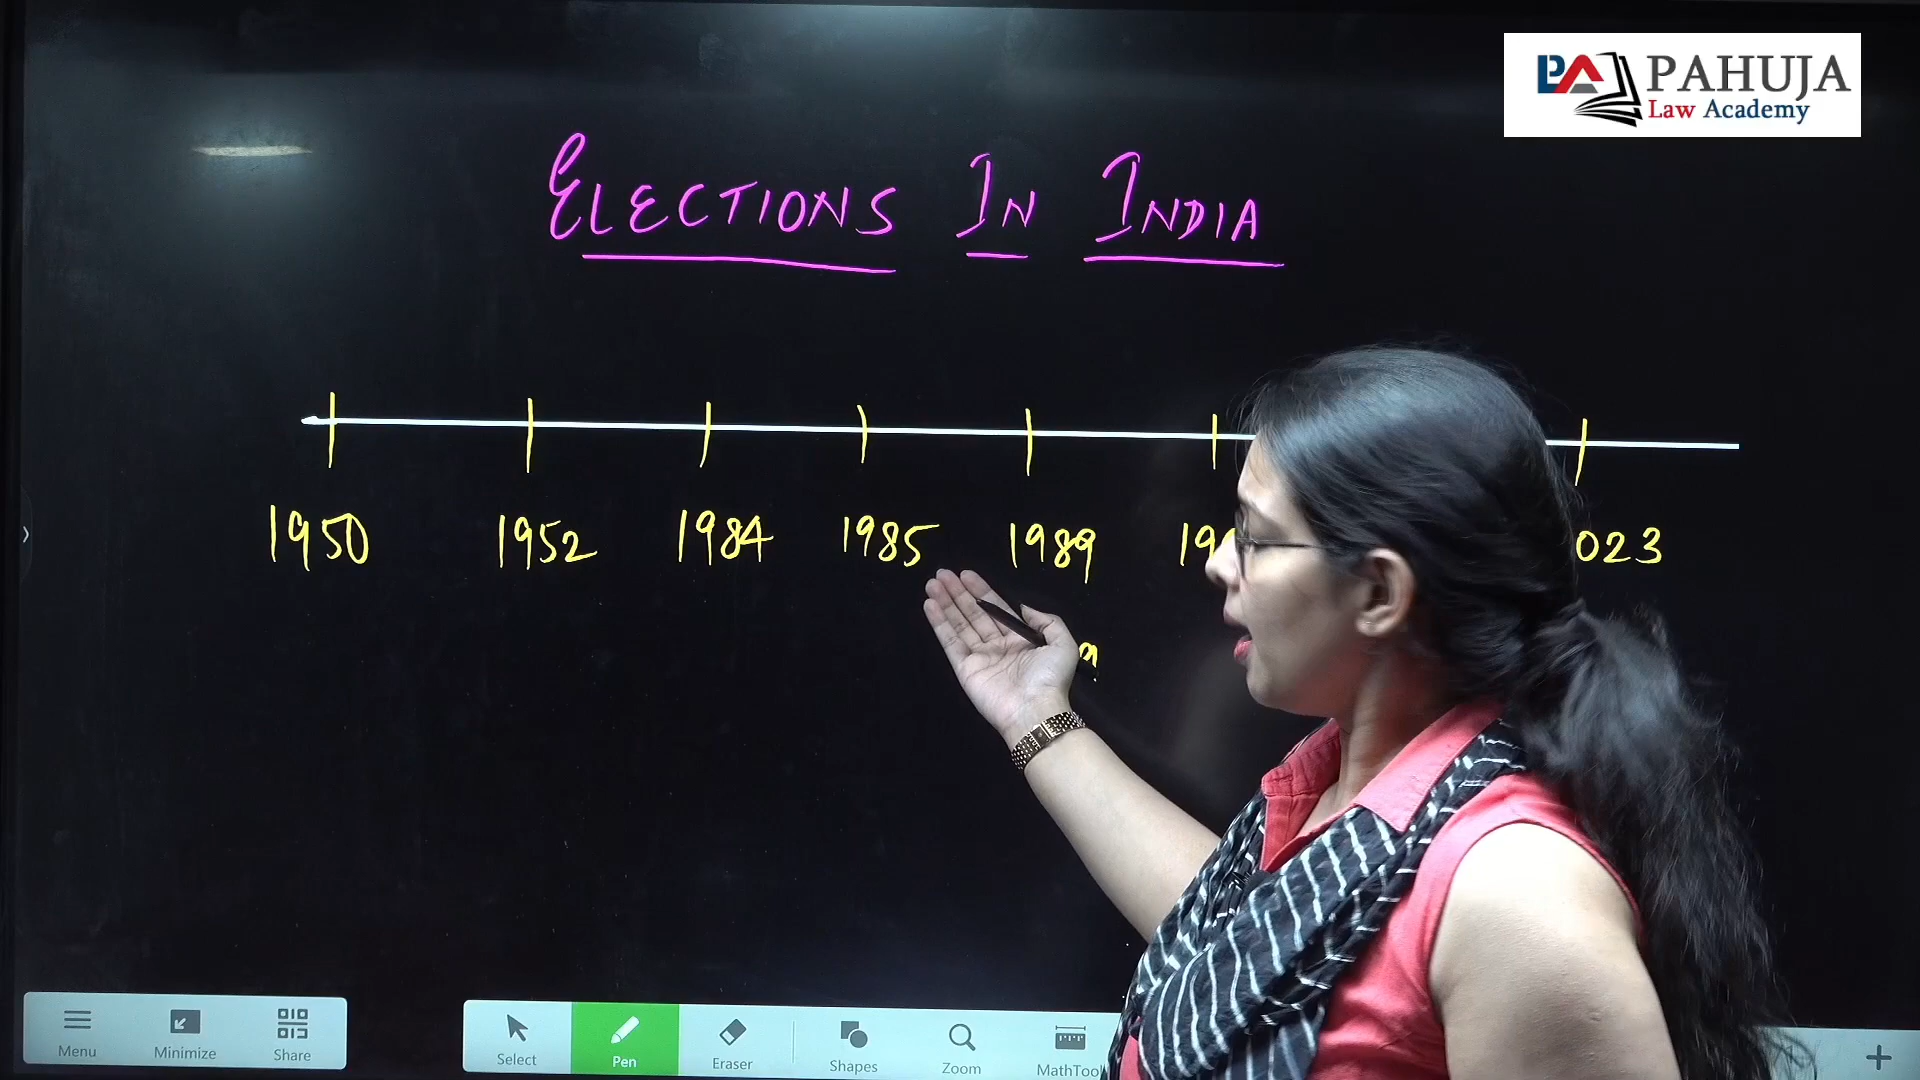 PAHUJA
Law Academy
ELECTIONS IN INDIA
1950 1952 1984 1985 1989
Menu Minimize Share Select Pen Eraser Shapes Zoom